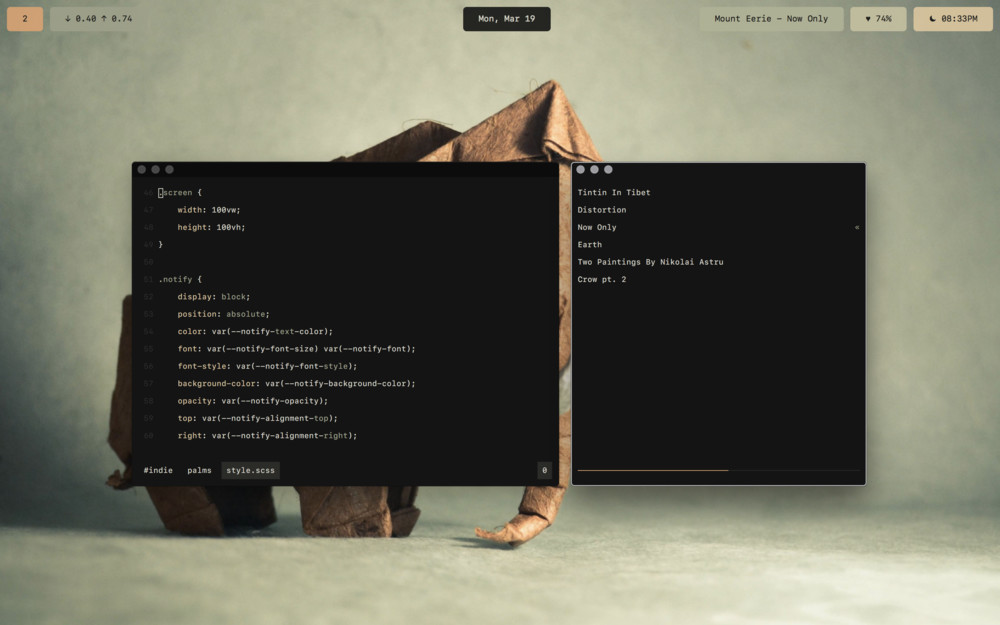 2
↓ 0.40 ↑ 0.74
Mon, Mar 19
Mount Eerie - Now Only
♥ 74%
08:33PM
46 .screen {
47 width: 100vw;
48 height: 100vh;
49 }
50
51 .notify {
52 display: block;
53 position: absolute;
54 color: var(--notify-text-color);
55 font: var(--notify-font-size) var(--notify-font);
56 font-style: var(--notify-font-style);
57 background-color: var(--notify-background-color);
58 opacity: var(--notify-opacity);
59 top: var(--notify-alignment-top);
60 right: var(--notify-alignment-right);
#indie palms style.scss 0
Tintin In Tibet
Distortion
Now Only «
Earth
Two Paintings By Nikolai Astru
Crow pt. 2